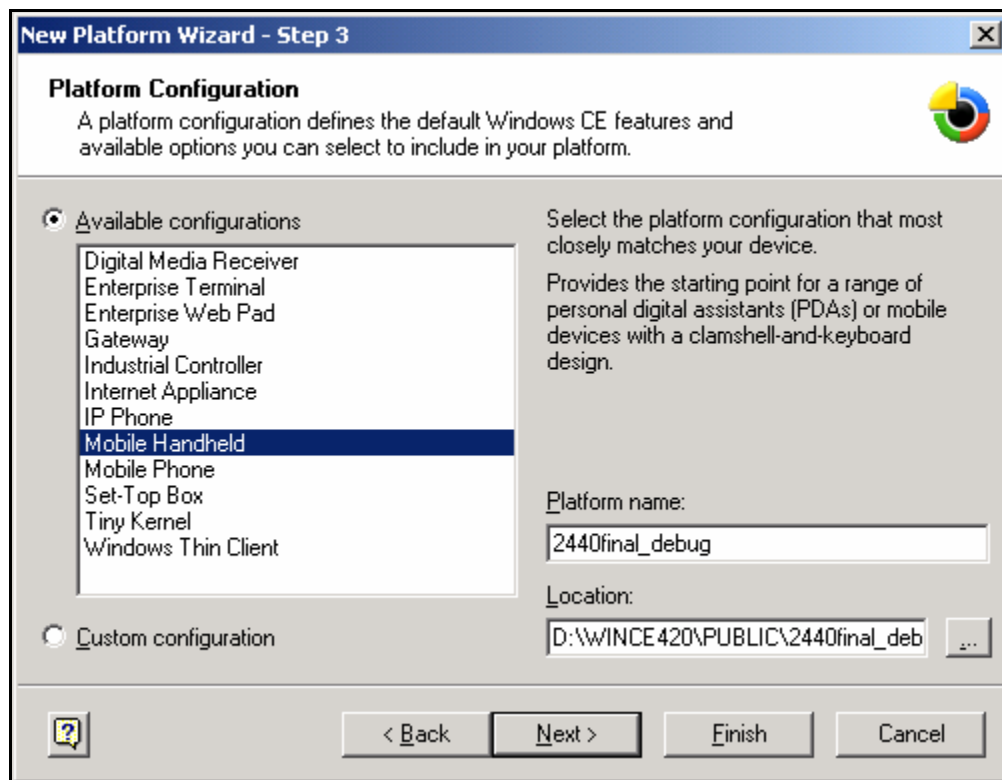 New Platform Wizard - Step 3
Platform Configuration
A platform configuration defines the default Windows CE features and
available options you can select to include in your platform.
Available configurations
Digital Media Receiver
Enterprise Terminal
Enterprise Web Pad
Gateway
Industrial Controller
Internet Appliance
IP Phone
Mobile Handheld
Mobile Phone
Set-Top Box
Tiny Kernel
Windows Thin Client
Custom configuration
Select the platform configuration that most
closely matches your device.
Provides the starting point for a range of
personal digital assistants (PDAs) or mobile
devices with a clamshell-and-keyboard
design.
Platform name:
2440final_debug
Location:
D:\WINCE420\PUBLIC\2440final_deb
...
?
< Back
Next >
Finish
Cancel